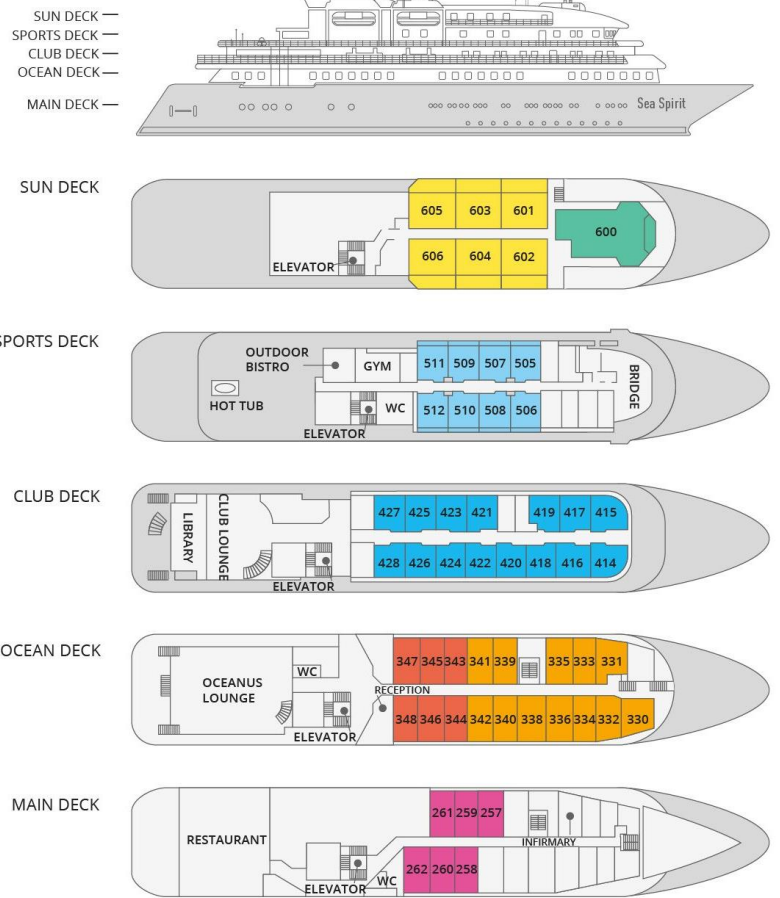 SUN DECK
SPORTS DECK
CLUB DECK
OCEAN DECK
MAIN DECK
Sea Spirit
SUN DECK
605 603 601
600
606 604 602
ELEVATOR
SPORTS DECK
OUTDOOR
BISTRO
GYM
511 509 507 505
BRIDGE
HOT TUB
WC
512 510 508 506
ELEVATOR
CLUB DECK
LIBRARY
CLUB LOUNGE
427 425 423 421 419 417 415
428 426 424 422 420 418 416 414
ELEVATOR
OCEAN DECK
OCEANUS
LOUNGE
WC
347 345 343 341 339 335 333 331
RECEPTION
348 346 344 342 340 338 336 334 332 330
ELEVATOR
MAIN DECK
RESTAURANT
261 259 257
INFIRMARY
262 260 258
WC
ELEVATOR